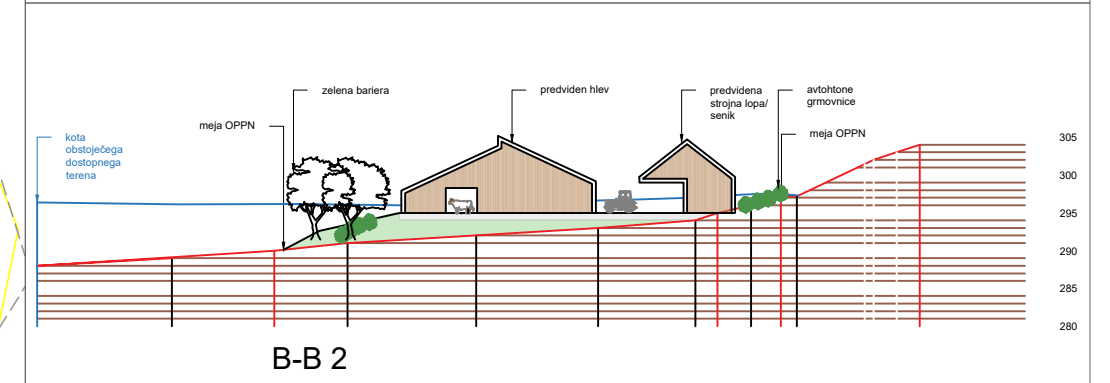 zelena bariera
predviden hlev
predvidena
strojna lopa/
senik
avtohtone
grmovnice
meja OPPN
meja OPPN
kota
obstoječega
dostopnega
terena
305
300
295
290
285
280
B-B 2